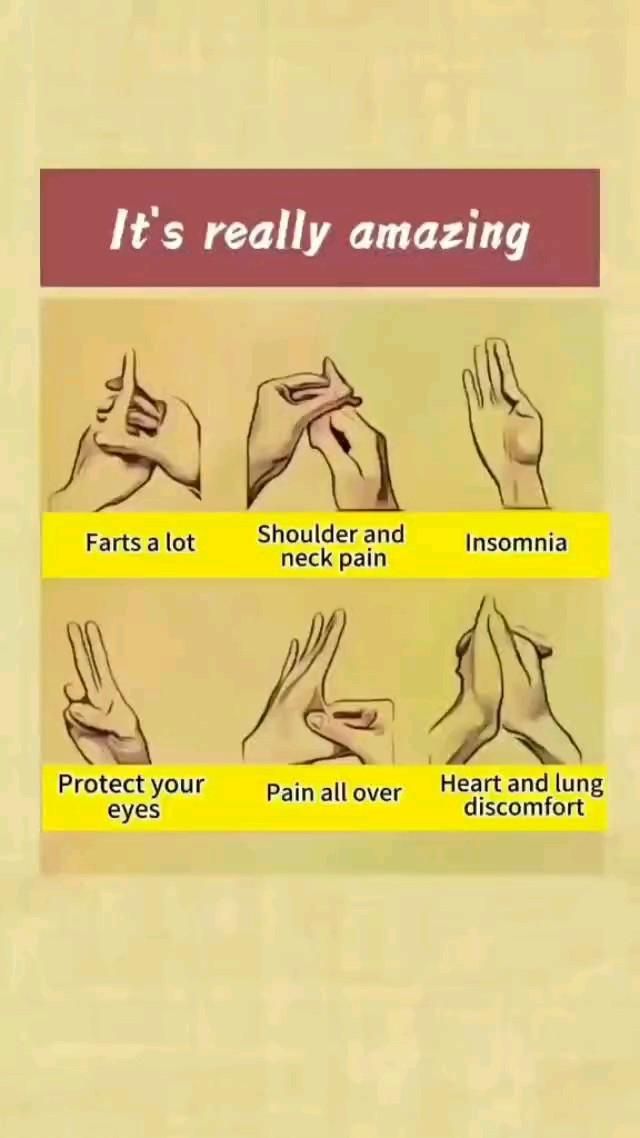 It's really amazing
Farts a lot
Shoulder and
neck pain
Insomnia
Protect your
eyes
Pain all over
Heart and lung
discomfort